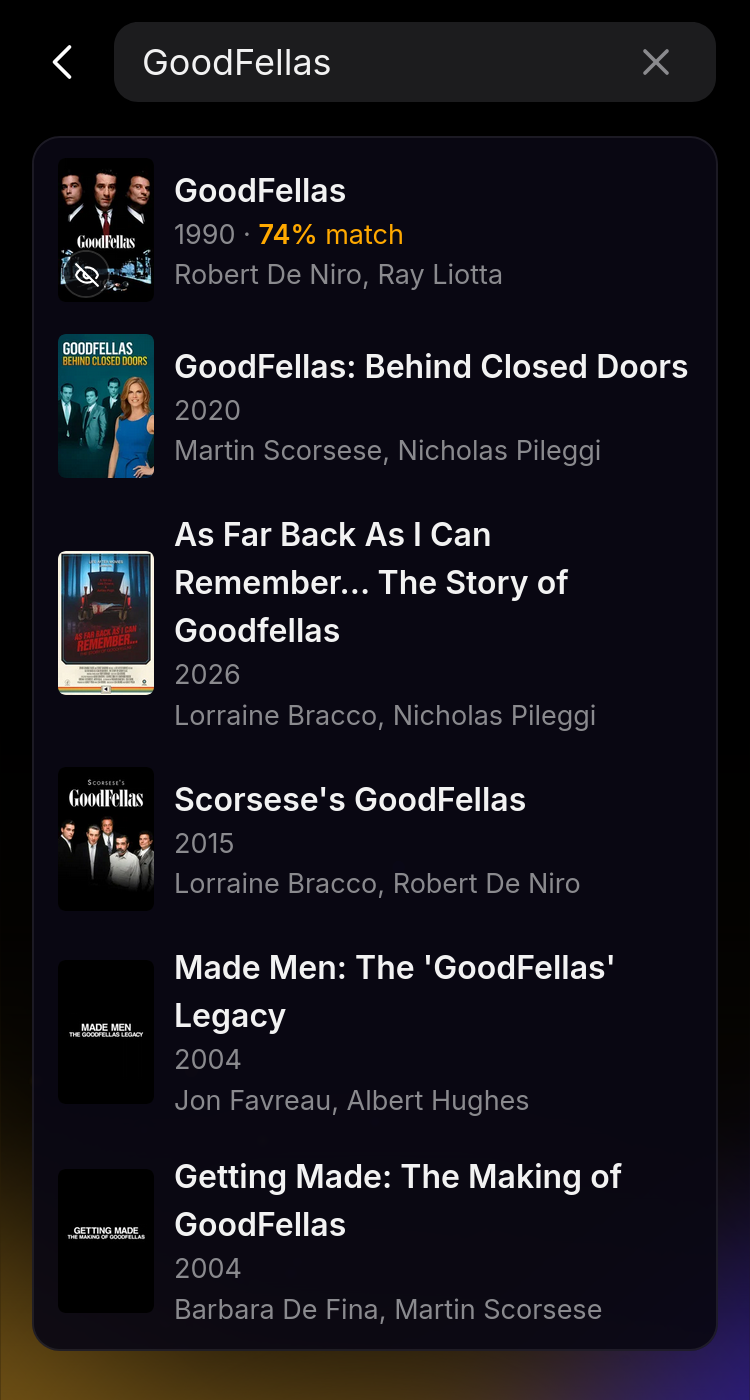 GoodFellas
GoodFellas
GoodFellas
1990 · 74% match
Robert De Niro, Ray Liotta
GOODFELLAS
BEHIND CLOSED DOORS
GoodFellas: Behind Closed Doors
2020
Martin Scorsese, Nicholas Pileggi
As Far Back As I Can
Remember... The Story of
Goodfellas
2026
Lorraine Bracco, Nicholas Pileggi
AS FAR BACK AS I CAN
REMEMBER...
SCORSESE'S
GoodFellas
Scorsese's GoodFellas
2015
Lorraine Bracco, Robert De Niro
MADE MEN
THE GOODFELLAS LEGACY
Made Men: The 'GoodFellas'
Legacy
2004
Jon Favreau, Albert Hughes
GETTING MADE
THE MAKING OF GOODFELLAS
Getting Made: The Making of
GoodFellas
2004
Barbara De Fina, Martin Scorsese